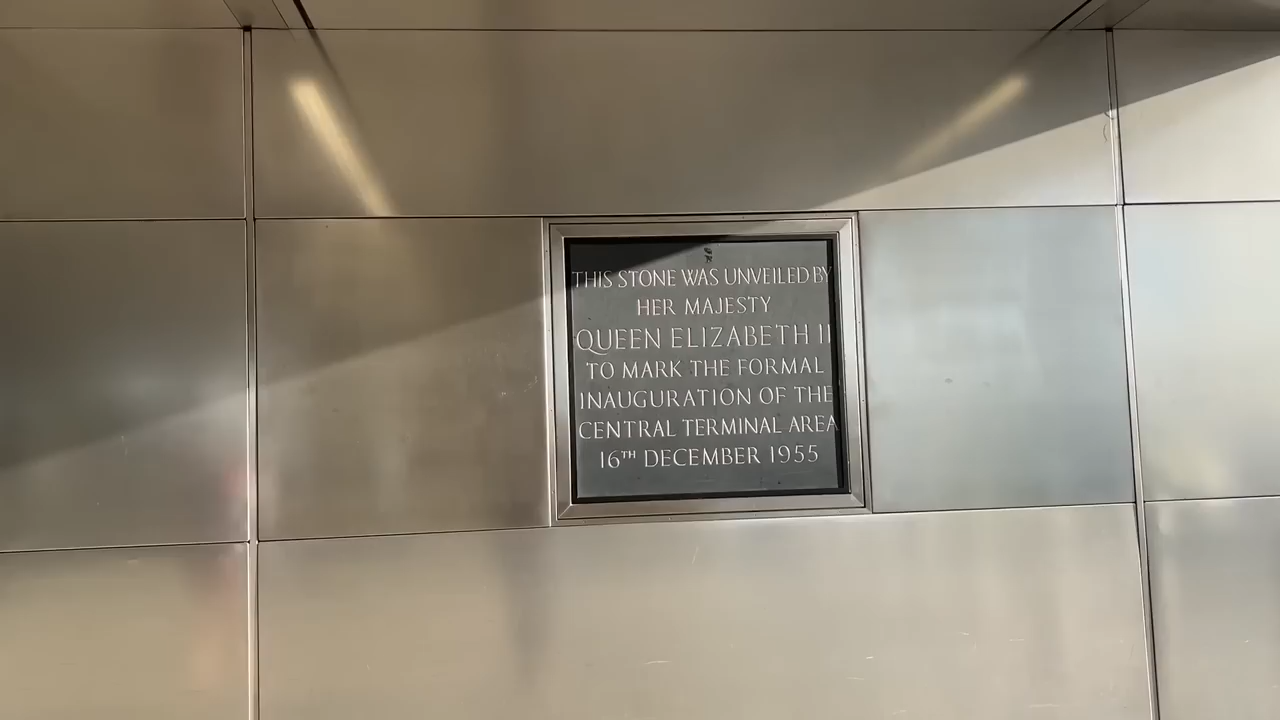 THIS STONE WAS UNVEILED BY
HER MAJESTY
QUEEN ELIZABETH II
TO MARK THE FORMAL
INAUGURATION OF THE
CENTRAL TERMINAL AREA
16TH DECEMBER 1955